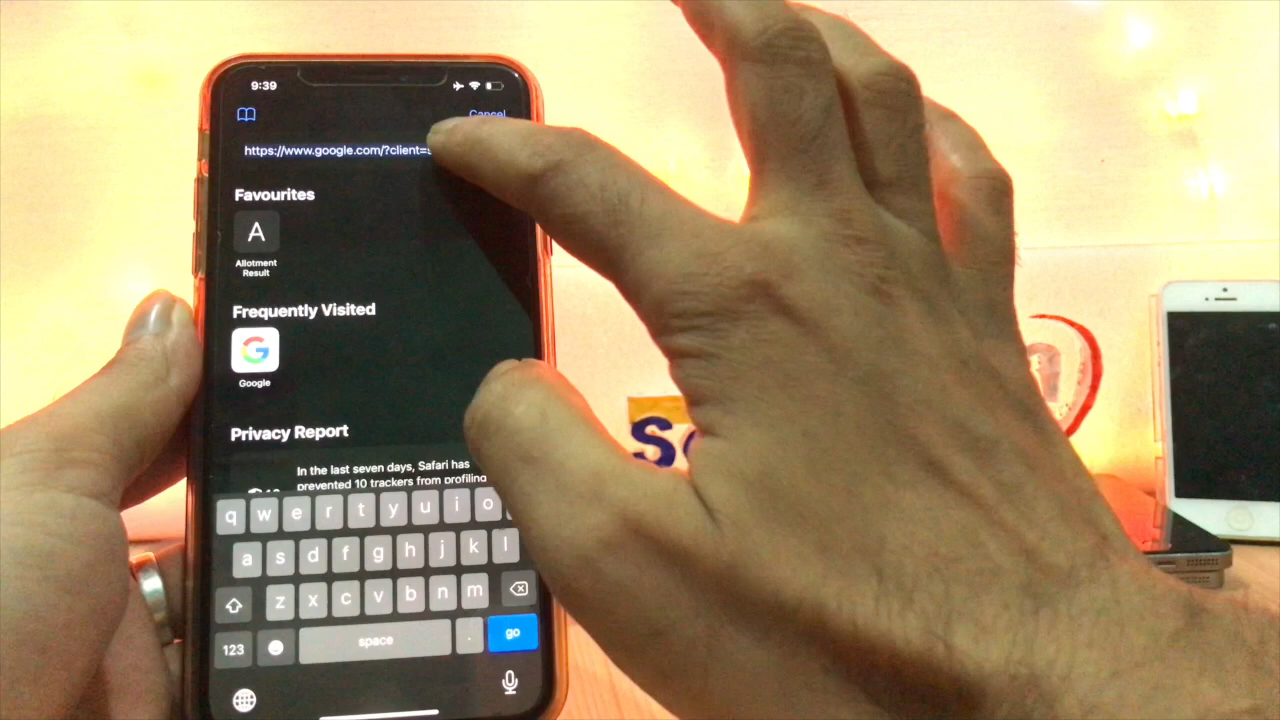 9:39
Cancel
https://www.google.com/?client=
Favourites
A
Allotment
Result
Frequently Visited
G
Google
Privacy Report
In the last seven days, Safari has
prevented 10 trackers from profiling
q w e r t y u i o
a s d f g h j k l
z x c v b n m
123 space . go
S